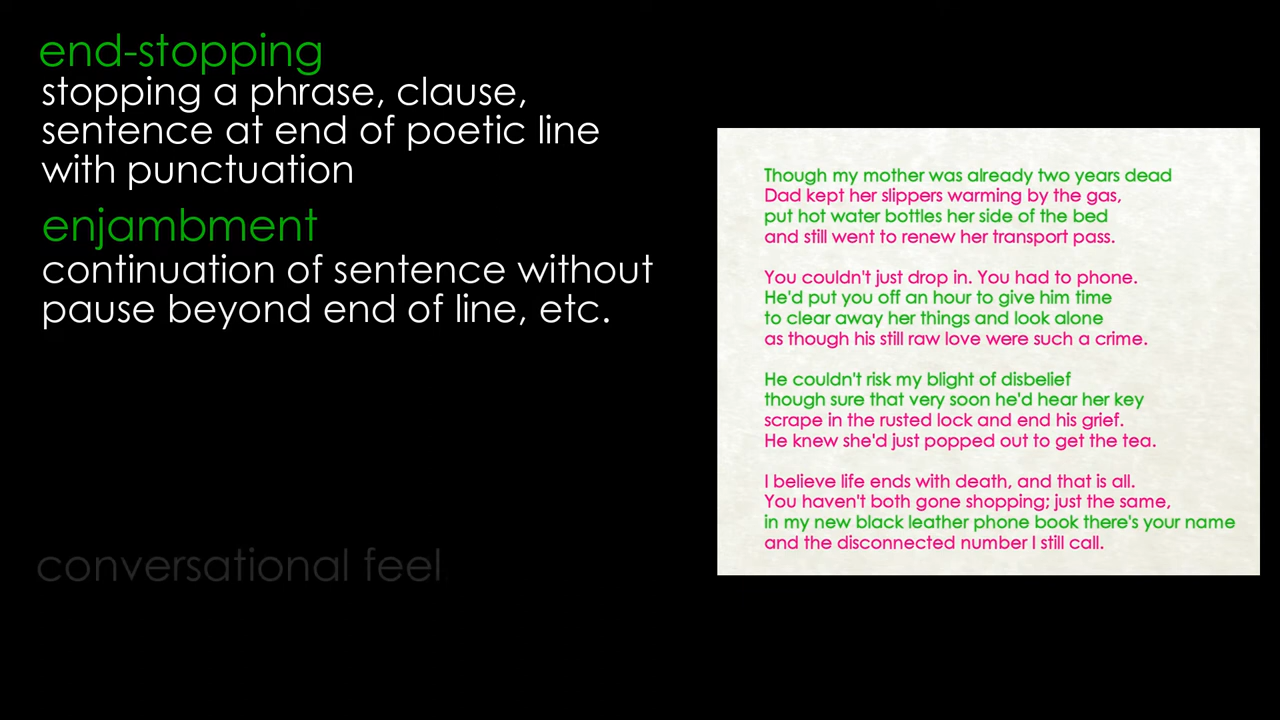 end-stopping
stopping a phrase, clause,
sentence at end of poetic line
with punctuation
enjambment
continuation of sentence without
pause beyond end of line, etc.
conversational feel
Though my mother was already two years dead
Dad kept her slippers warming by the gas,
put hot water bottles her side of the bed
and still went to renew her transport pass.
You couldn't just drop in. You had to phone.
He'd put you off an hour to give him time
to clear away her things and look alone
as though his still raw love were such a crime.
He couldn't risk my blight of disbelief
though sure that very soon he'd hear her key
scrape in the rusted lock and end his grief.
He knew she'd just popped out to get the tea.
I believe life ends with death, and that is all.
You haven't both gone shopping; just the same,
in my new black leather phone book there's your name
and the disconnected number I still call.